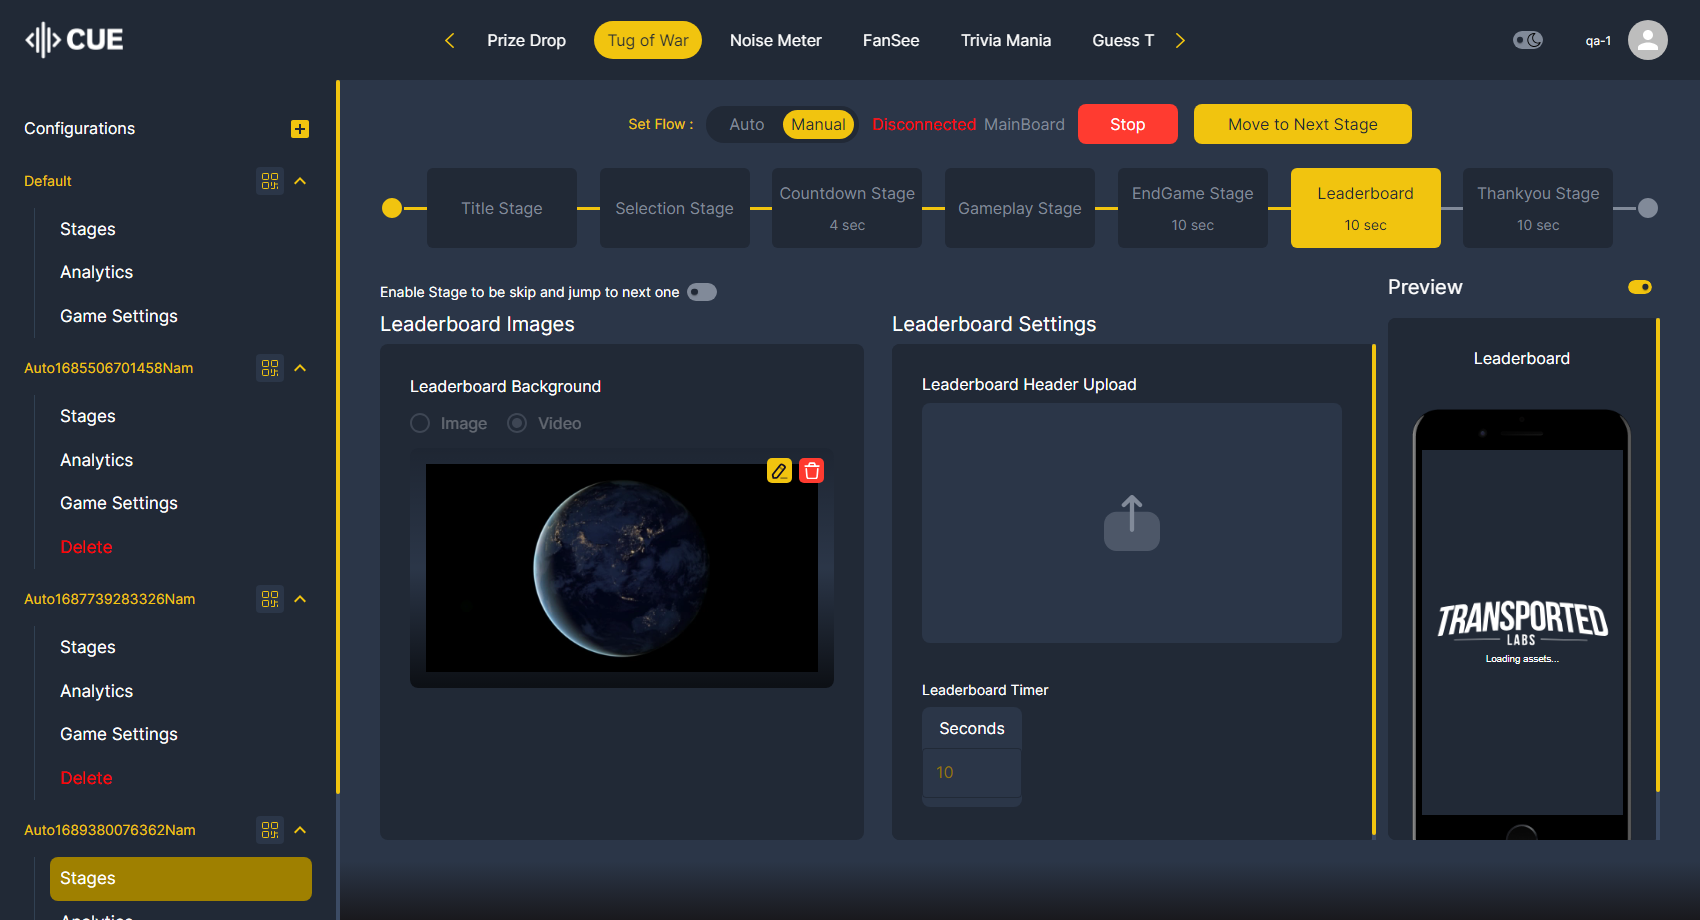 CUE
Prize Drop
Tug of War
Noise Meter
FanSee
Trivia Mania
Guess T
qa-1
Configurations
Default
Stages
Analytics
Game Settings
Auto1685506701458Nam
Stages
Analytics
Game Settings
Delete
Auto1687739283326Nam
Stages
Analytics
Game Settings
Delete
Auto1689380076362Nam
Stages
Analytics
Set Flow :
Auto
Manual
Disconnected MainBoard
Stop
Move to Next Stage
Title Stage
Selection Stage
Countdown Stage
4 sec
Gameplay Stage
EndGame Stage
10 sec
Leaderboard
10 sec
Thankyou Stage
10 sec
Enable Stage to be skip and jump to next one
Leaderboard Images
Leaderboard Background
Image
Video
Leaderboard Settings
Leaderboard Header Upload
Leaderboard Timer
Seconds
10
Preview
Leaderboard
TRANSPORTED
LABS
Loading assets...